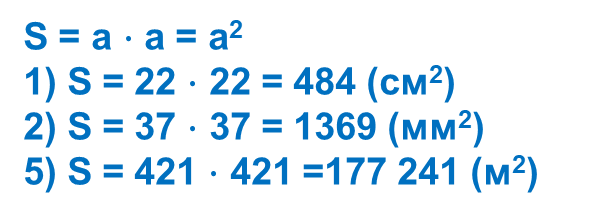 S = a · a = a²
1) S = 22 · 22 = 484 (см²)
2) S = 37 · 37 = 1369 (мм²)
5) S = 421 · 421 =177 241 (м²)